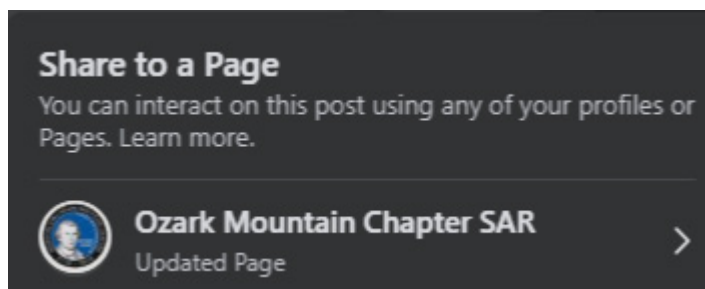 Share to a Page
You can interact on this post using any of your profiles or
Pages. Learn more.
Ozark Mountain Chapter SAR
Updated Page